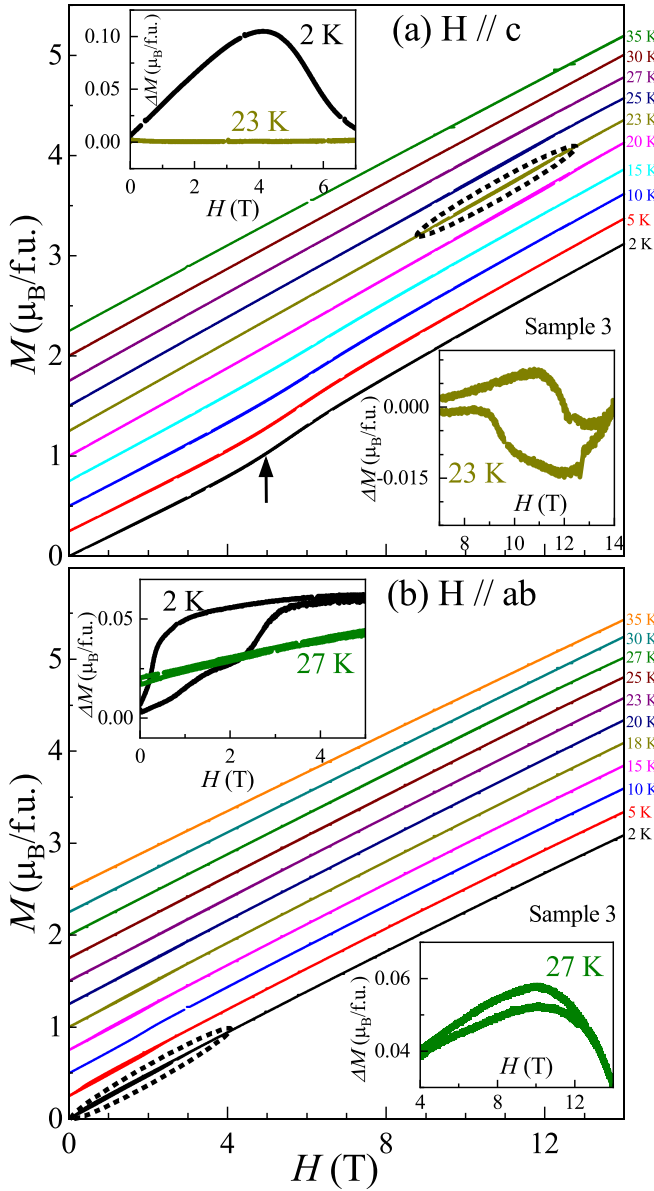 (a) H // c
M (μB/f.u.)
5
4
3
2
1
0
35 K
30 K
27 K
25 K
23 K
20 K
15 K
10 K
5 K
2 K
ΔM (μB/f.u.)
0.10
0.05
0.00
2 K
23 K
0 2 4 6
H (T)
Sample 3
ΔM (μB/f.u.)
0.000
-0.015
23 K
H (T)
8 10 12 14
(b) H // ab
M (μB/f.u.)
5
4
3
2
1
0
35 K
30 K
27 K
25 K
23 K
20 K
18 K
15 K
10 K
5 K
2 K
ΔM (μB/f.u.)
0.05
0.00
2 K
27 K
0 2 4
H (T)
Sample 3
ΔM (μB/f.u.)
0.06
0.04
27 K
H (T)
4 8 12
0 4 8 12
H (T)